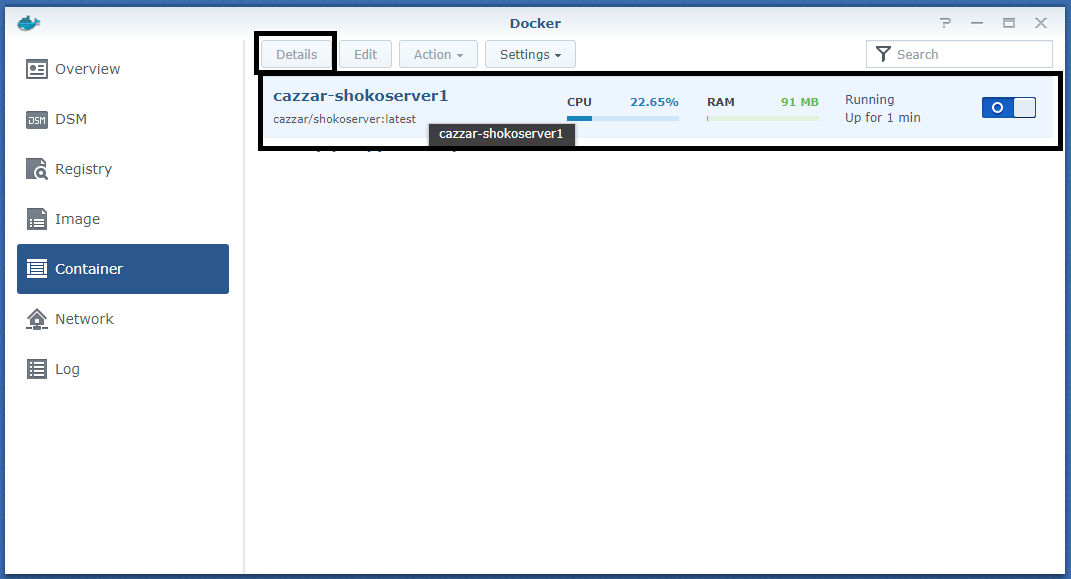 Docker
Overview
DSM
Registry
Image
Container
Network
Log
Details Edit Action Settings Search
cazzar-shokoserver1
cazzar/shokoserver:latest
CPU 22.65% RAM 91 MB
Running
Up for 1 min
cazzar-shokoserver1